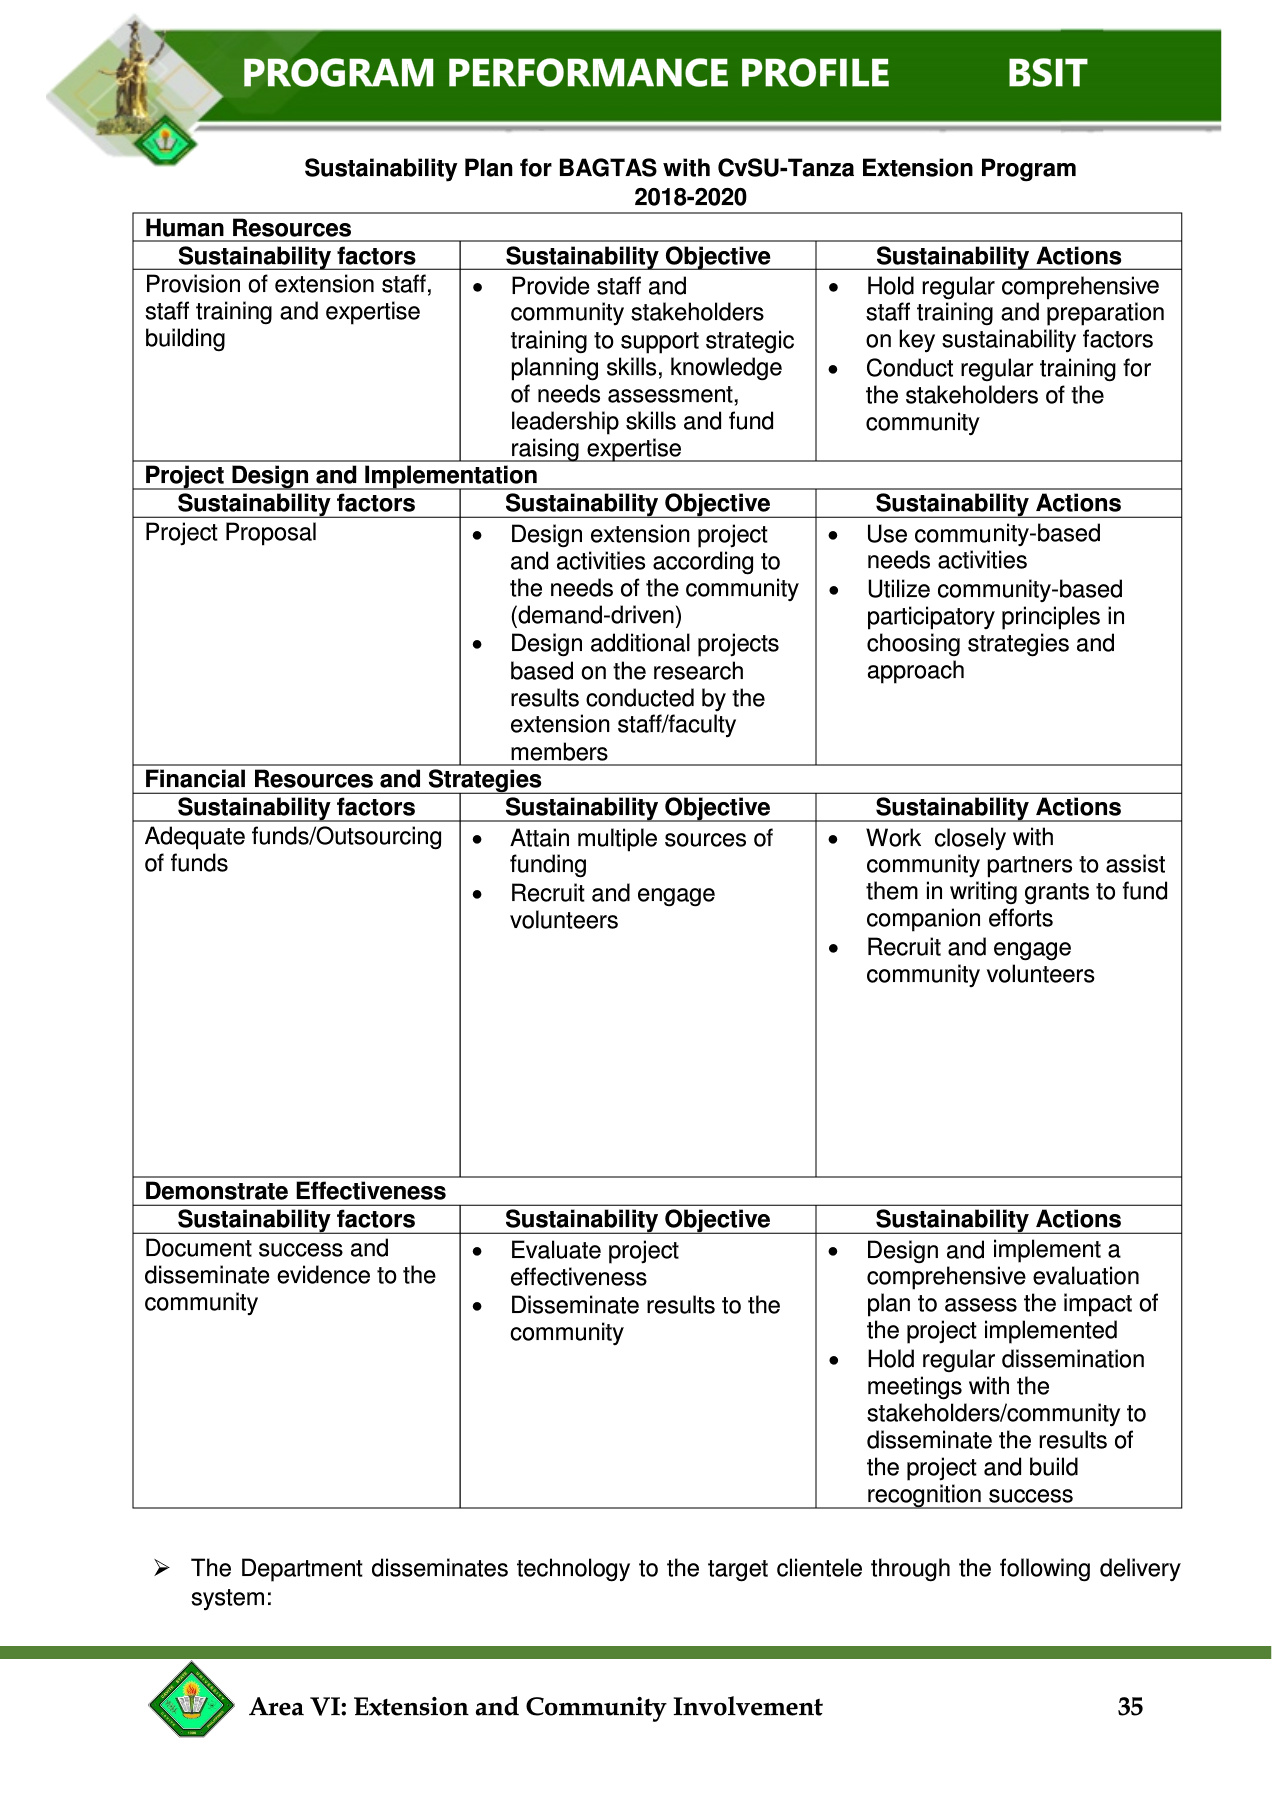 PROGRAM PERFORMANCE PROFILE BSIT
Sustainability Plan for BAGTAS with CvSU-Tanza Extension Program
2018-2020
Human Resources
Sustainability factors
Sustainability Objective
Sustainability Actions
Provision of extension staff,
staff training and expertise
building
• Provide staff and
community stakeholders
training to support strategic
planning skills, knowledge
of needs assessment,
leadership skills and fund
raising expertise
• Hold regular comprehensive
staff training and preparation
on key sustainability factors
• Conduct regular training for
the stakeholders of the
community
Project Design and Implementation
Sustainability factors
Sustainability Objective
Sustainability Actions
Project Proposal
• Design extension project
and activities according to
the needs of the community
(demand-driven)
• Design additional projects
based on the research
results conducted by the
extension staff/faculty
members
• Use community-based
needs activities
• Utilize community-based
participatory principles in
choosing strategies and
approach
Financial Resources and Strategies
Sustainability factors
Sustainability Objective
Sustainability Actions
Adequate funds/Outsourcing
of funds
• Attain multiple sources of
funding
• Recruit and engage
volunteers
• Work closely with
community partners to assist
them in writing grants to fund
companion efforts
• Recruit and engage
community volunteers
Demonstrate Effectiveness
Sustainability factors
Sustainability Objective
Sustainability Actions
Document success and
disseminate evidence to the
community
• Evaluate project
effectiveness
• Disseminate results to the
community
• Design and implement a
comprehensive evaluation
plan to assess the impact of
the project implemented
• Hold regular dissemination
meetings with the
stakeholders/community to
disseminate the results of
the project and build
recognition success
➢ The Department disseminates technology to the target clientele through the following delivery
system:
Area VI: Extension and Community Involvement 35